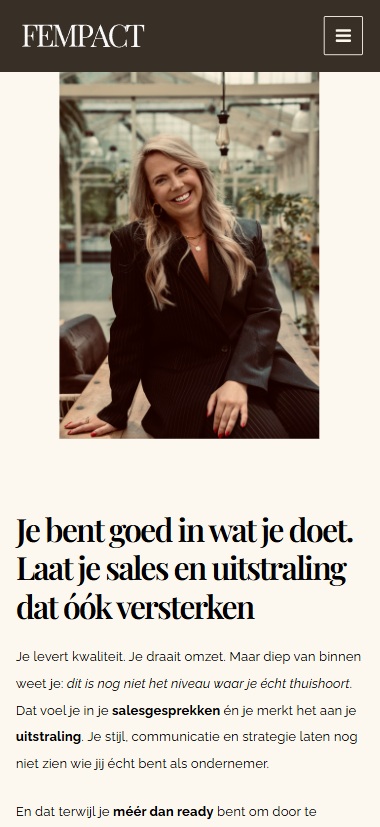 FEMPACT
Je bent goed in wat je doet.
Laat je sales en uitstraling
dat óók versterken
Je levert kwaliteit. Je draait omzet. Maar diep van binnen
weet je: dit is nog niet het niveau waar je écht thuishoort.
Dat voel je in je salesgesprekken én je merkt het aan je
uitstraling. Je stijl, communicatie en strategie laten nog
niet zien wie jij écht bent als ondernemer.
En dat terwijl je méér dan ready bent om door te